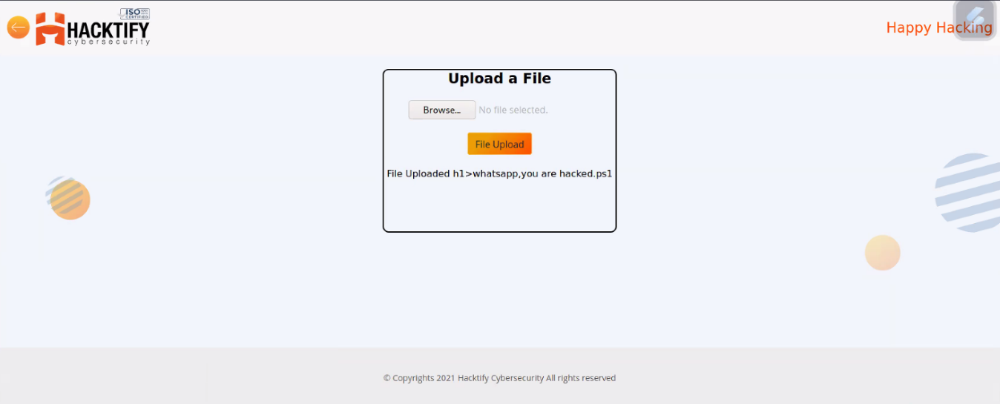 ISO
CERTIFIED
HACKTIFY
cybersecurity
Happy Hacking
Upload a File
Browse... No file selected.
File Upload
File Uploaded h1>whatsapp,you are hacked.ps1
© Copyrights 2021 Hacktify Cybersecurity All rights reserved